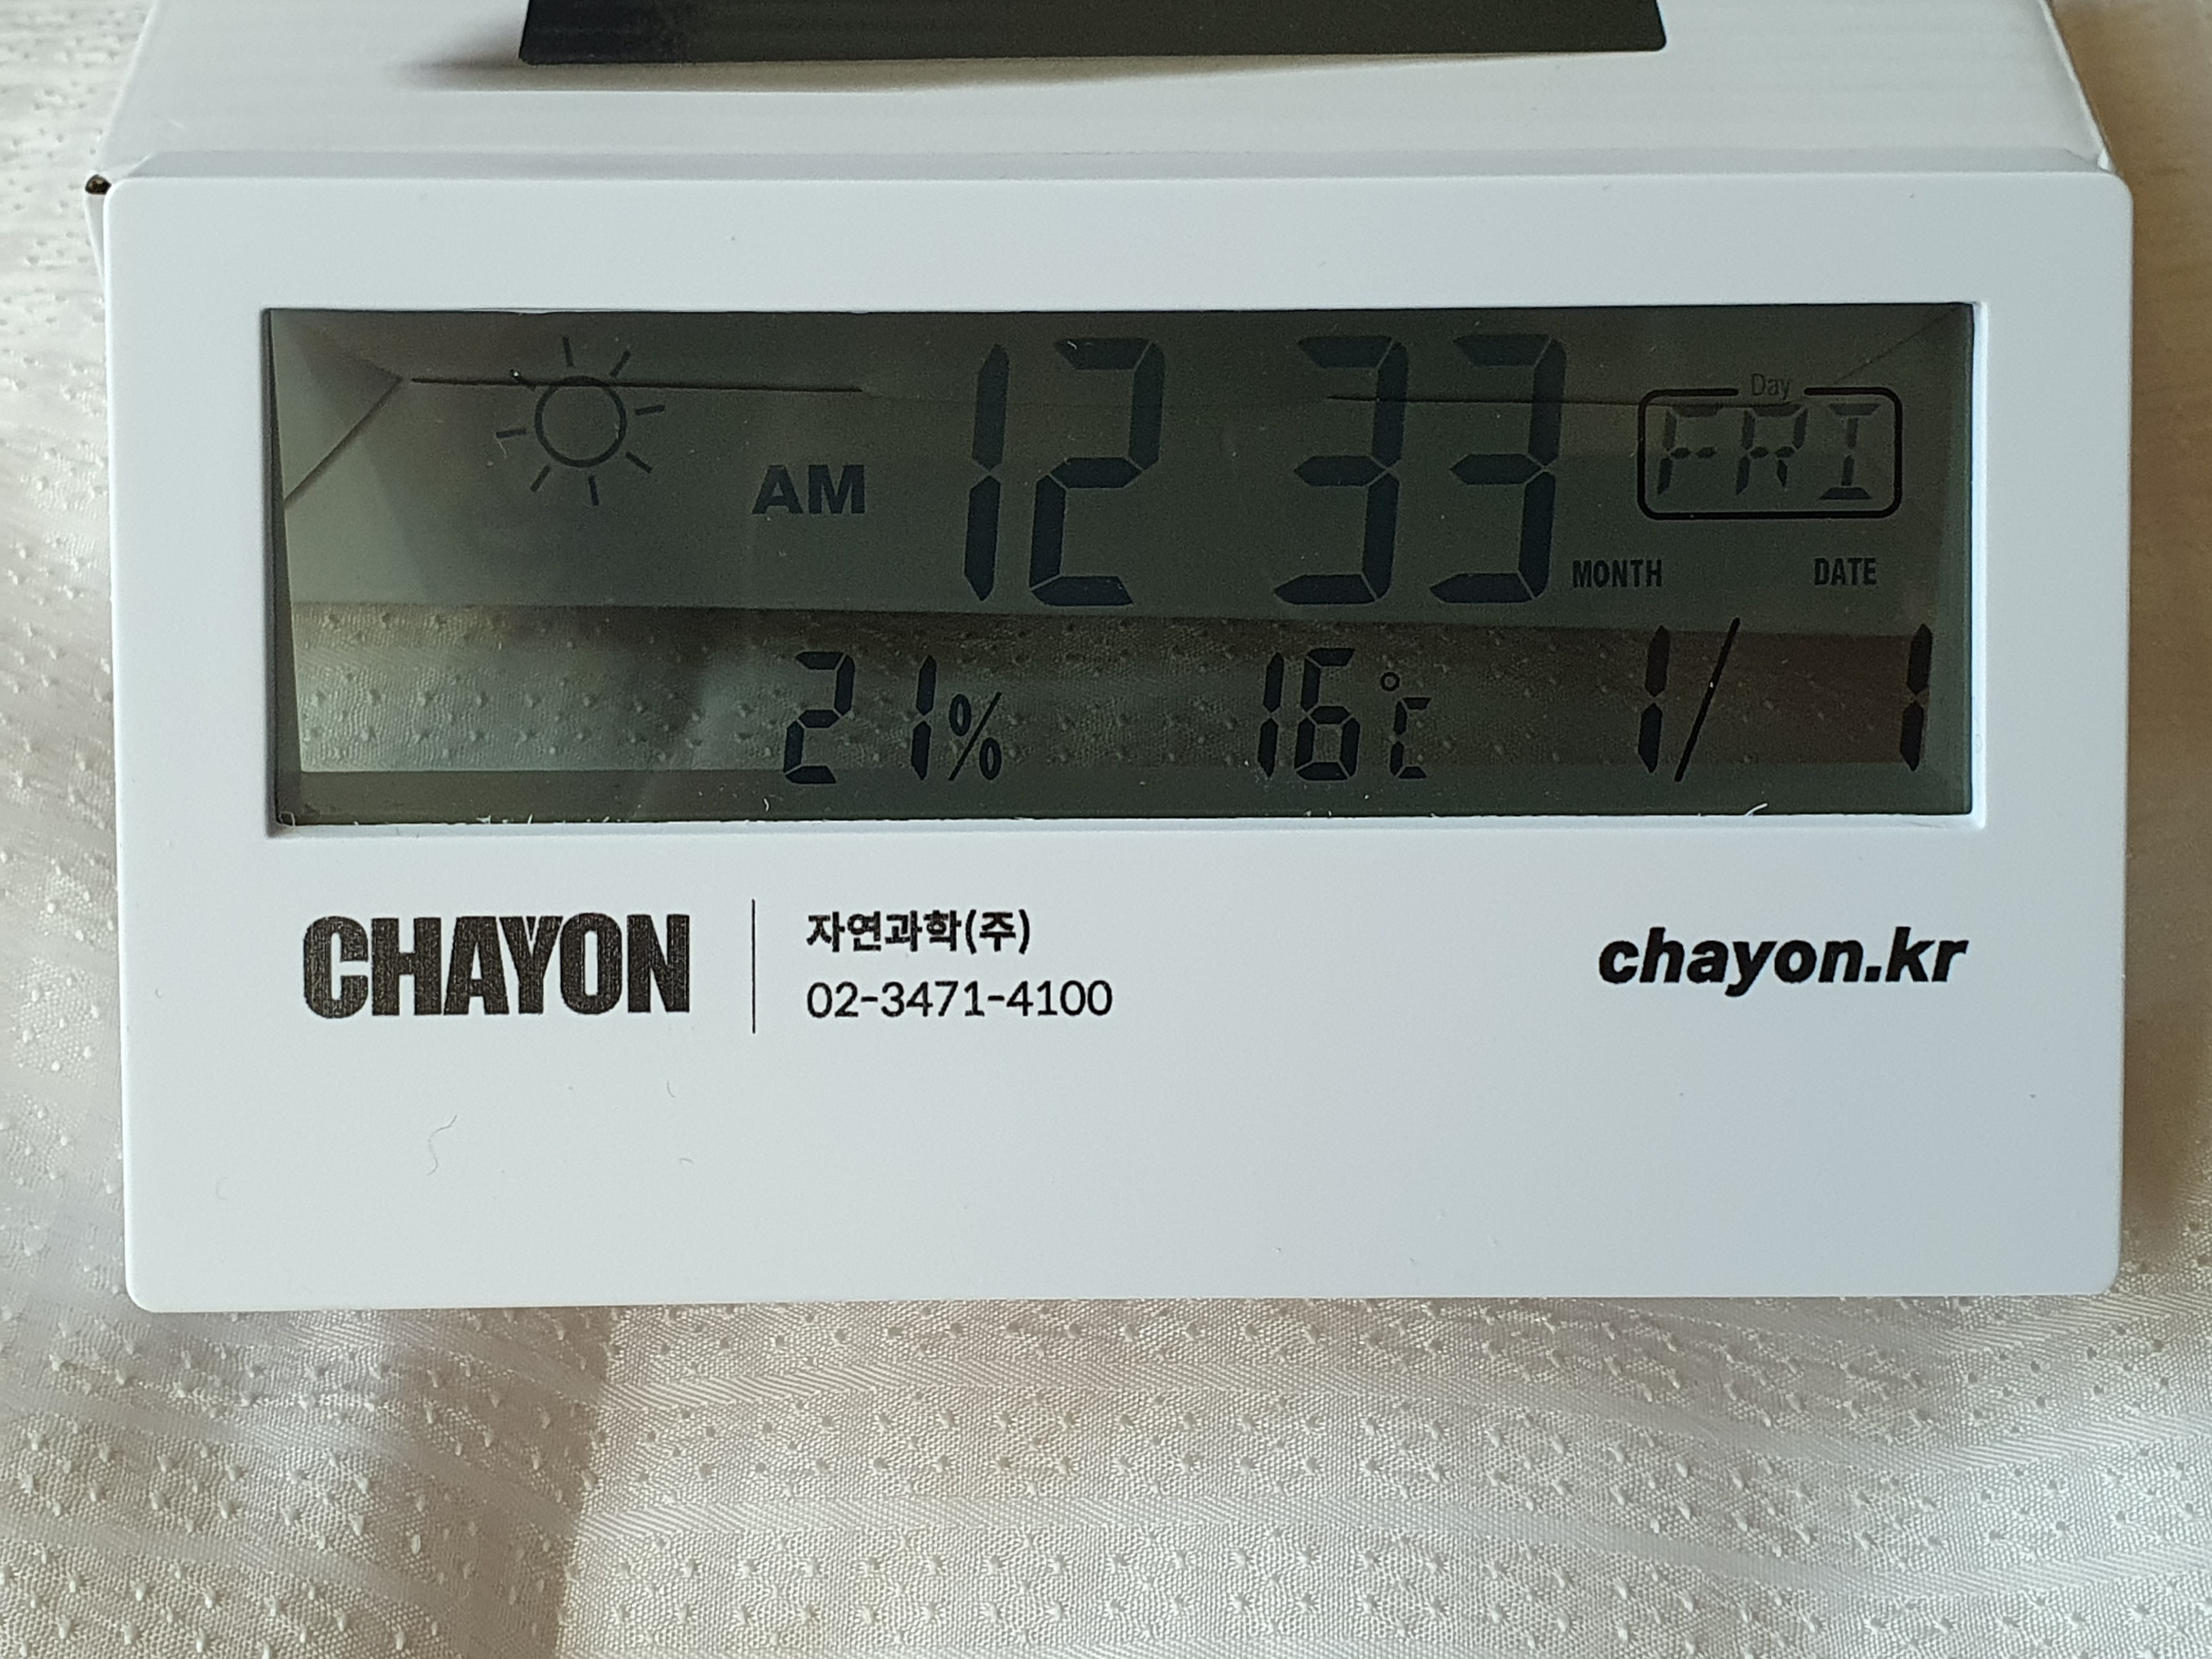 AM 12 33
Day
FRI
MONTH DATE
21% 16℃ 1/ 1
CHAYON
자연과학(주)
02-3471-4100
chayon.kr